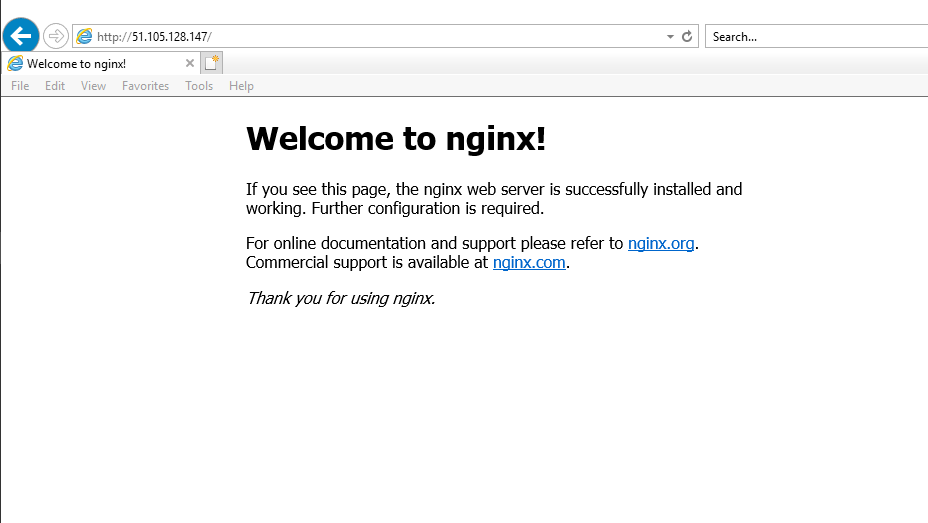 http://51.105.128.147/
Search...
Welcome to nginx!
File Edit View Favorites Tools Help
Welcome to nginx!
If you see this page, the nginx web server is successfully installed and
working. Further configuration is required.
For online documentation and support please refer to nginx.org.
Commercial support is available at nginx.com.
Thank you for using nginx.